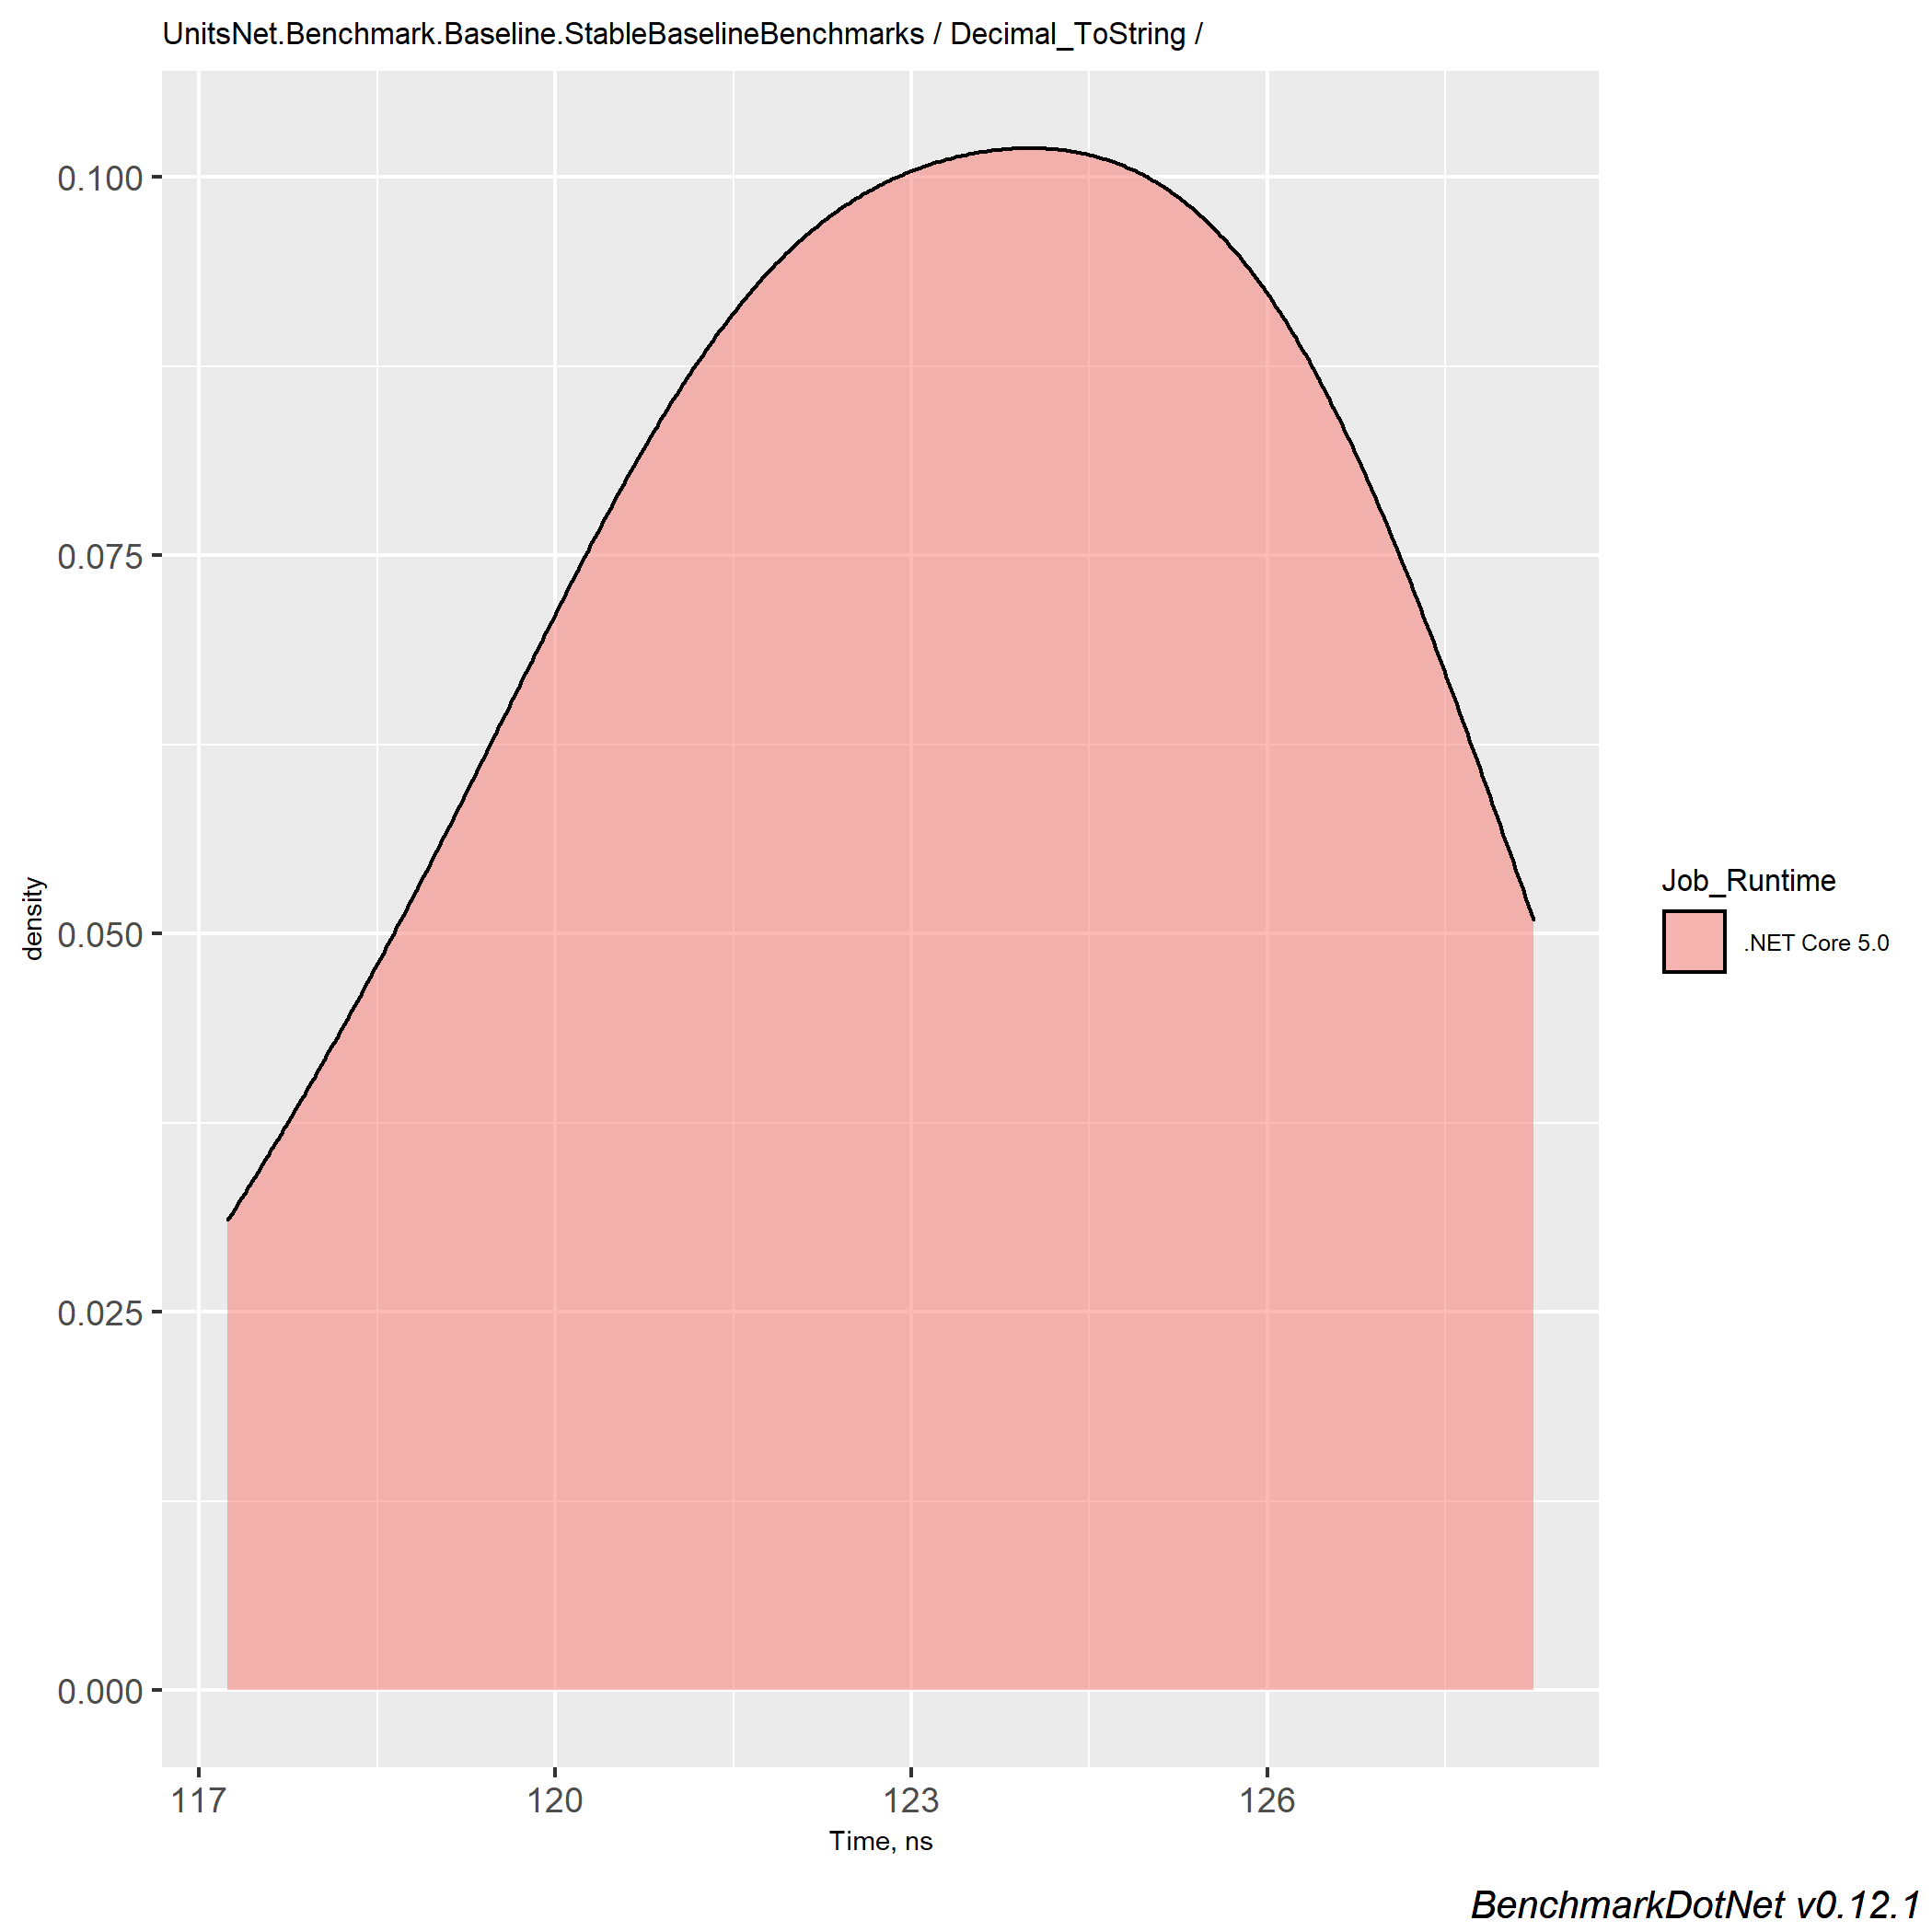 UnitsNet.Benchmark.Baseline.StableBaselineBenchmarks / Decimal_ToString /
0.100
0.075
0.050
0.025
0.000
density
117 120 123 126
Time, ns
Job_Runtime
.NET Core 5.0
BenchmarkDotNet v0.12.1